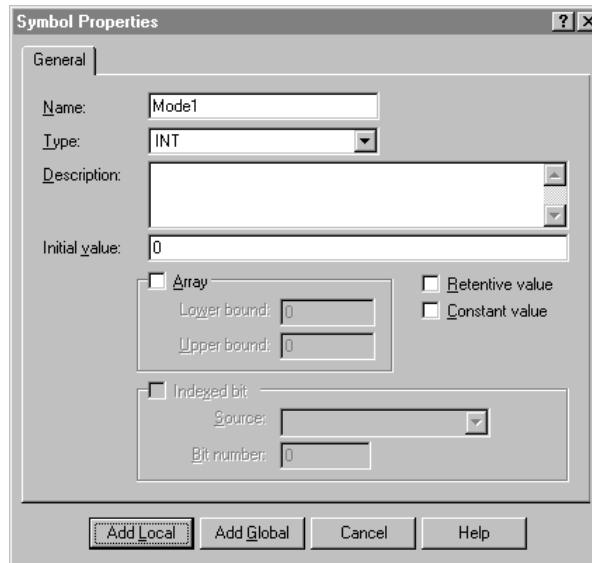 Symbol Properties
General
Name: Mode1
Type: INT
Description:
Initial value: 0
Array
Lower bound: 0
Upper bound: 0
Retentive value
Constant value
Indexed bit
Source:
Bit number: 0
Add Local Add Global Cancel Help